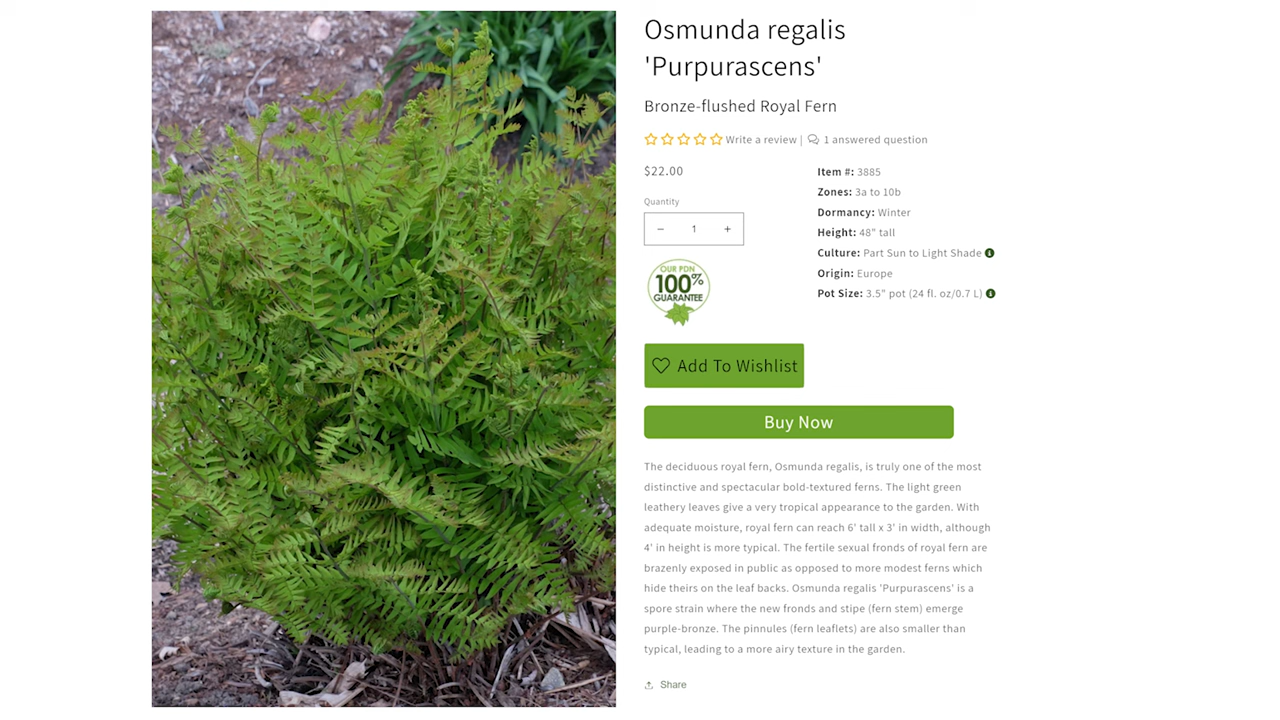 Osmunda regalis
'Purpurascens'
Bronze-flushed Royal Fern
Write a review | 1 answered question
$22.00
Item #: 3885
Zones: 3a to 10b
Quantity
Dormancy: Winter
− 1 +
Height: 48" tall
Culture: Part Sun to Light Shade
Origin: Europe
Pot Size: 3.5" pot (24 fl. oz/0.7 L)
OUR PDN
100%
GUARANTEE
Add To Wishlist
Buy Now
The deciduous royal fern, Osmunda regalis, is truly one of the most
distinctive and spectacular bold-textured ferns. The light green
leathery leaves give a very tropical appearance to the garden. With
adequate moisture, royal fern can reach 6' tall x 3' in width, although
4' in height is more typical. The fertile sexual fronds of royal fern are
brazenly exposed in public as opposed to more modest ferns which
hide theirs on the leaf backs. Osmunda regalis 'Purpurascens' is a
spore strain where the new fronds and stipe (fern stem) emerge
purple-bronze. The pinnules (fern leaflets) are also smaller than
typical, leading to a more airy texture in the garden.
Share